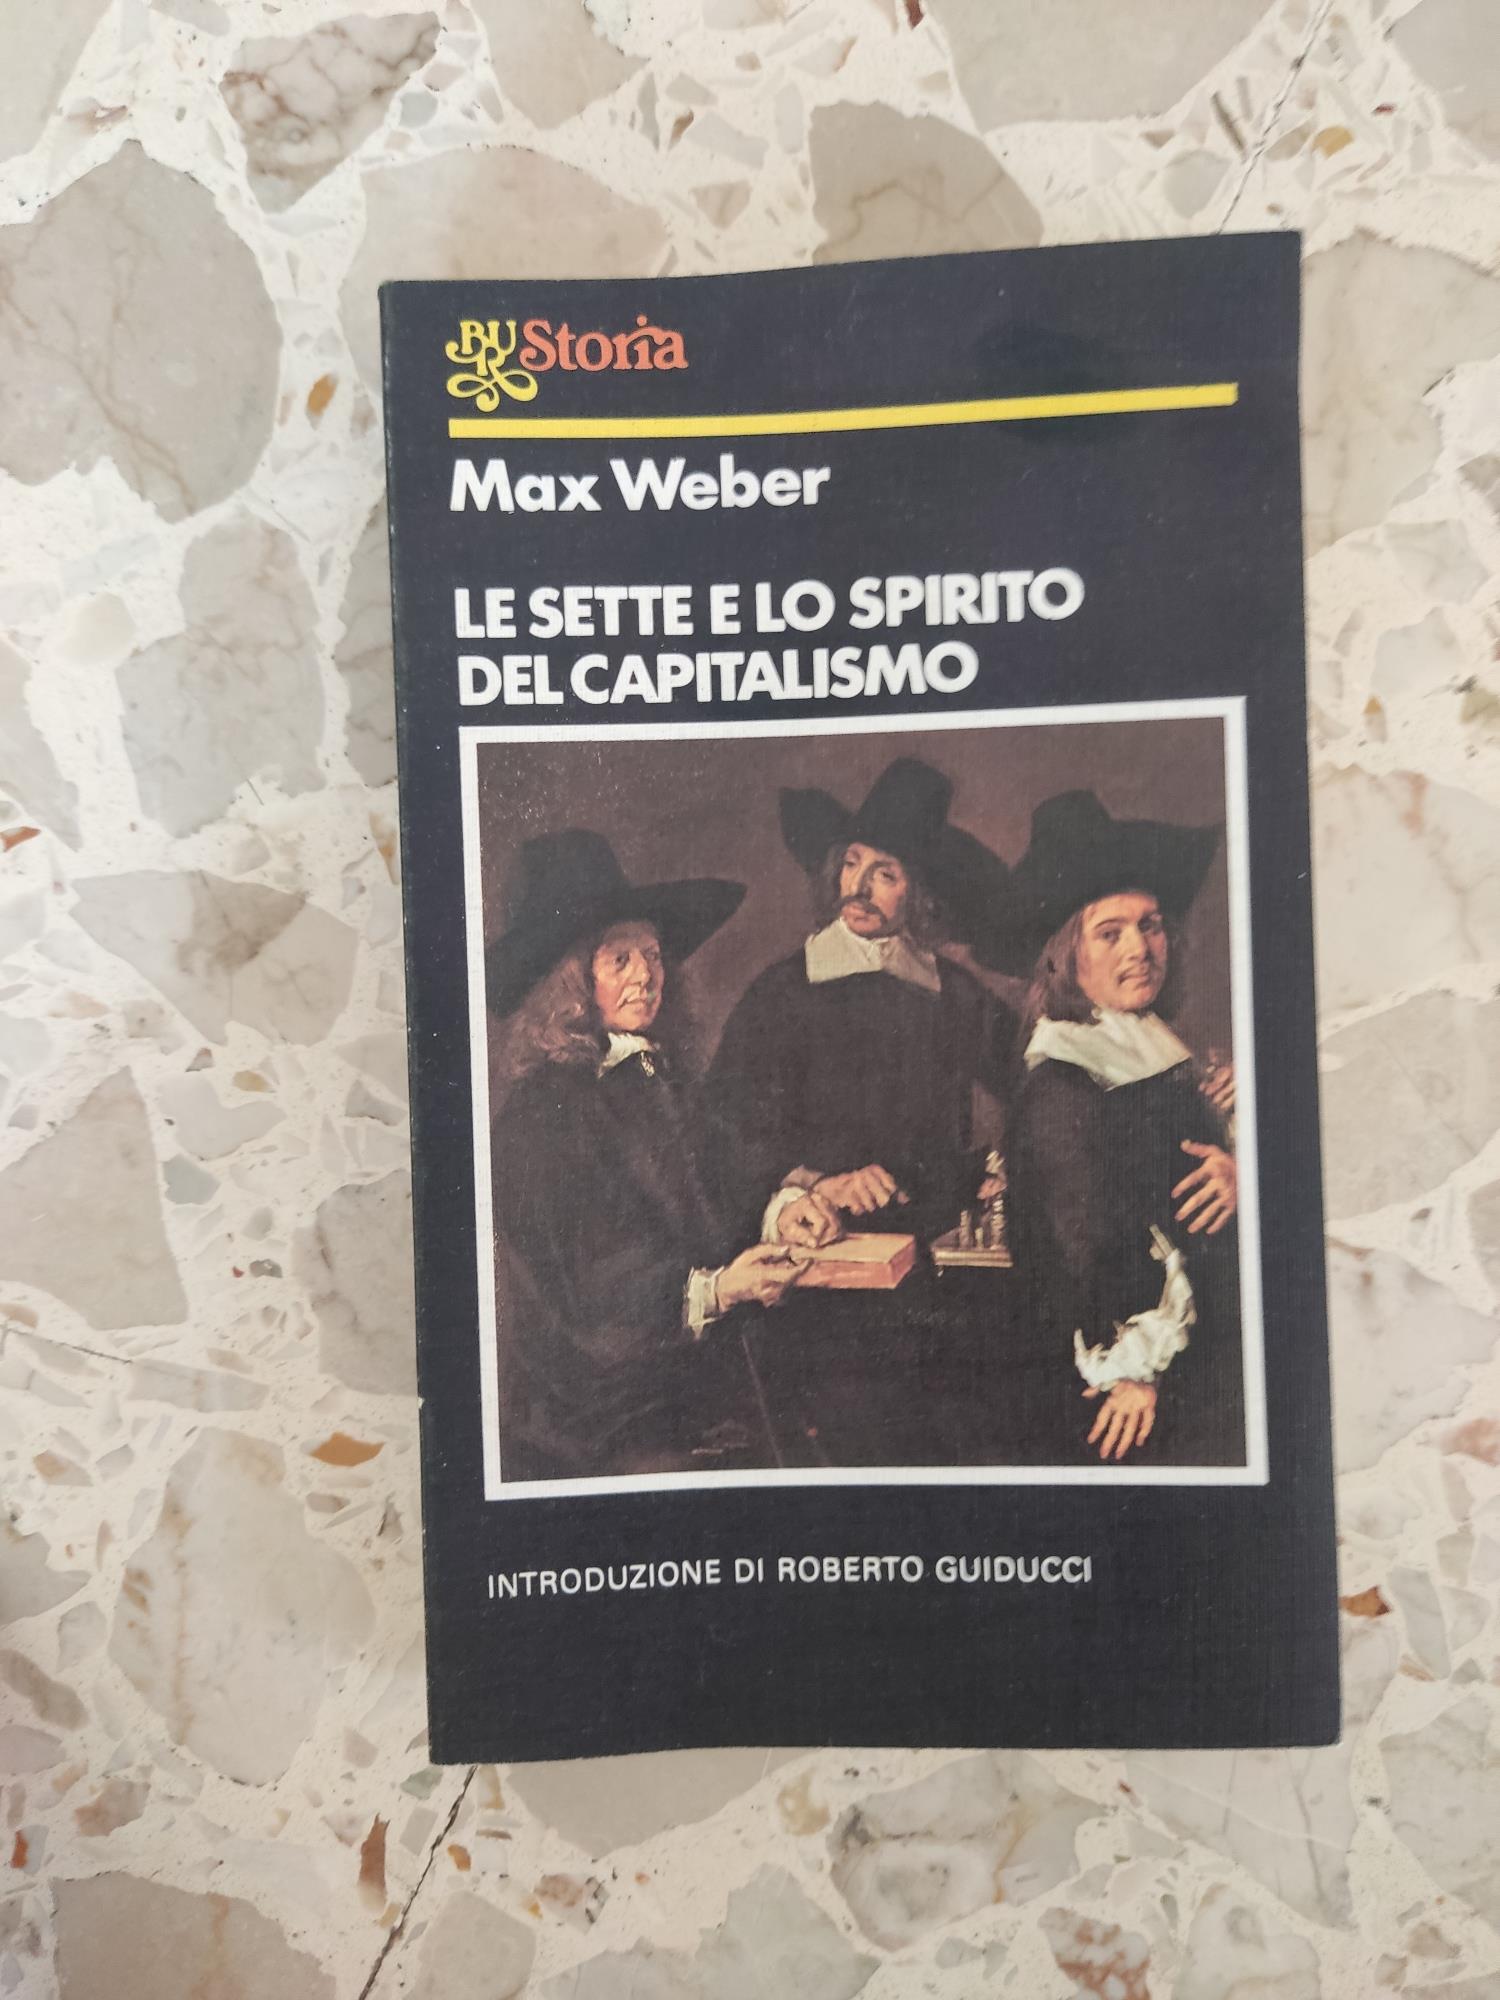 BUR Storia
Max Weber
LE SETTE E LO SPIRITO
DEL CAPITALISMO
INTRODUZIONE DI ROBERTO GUIDUCCI